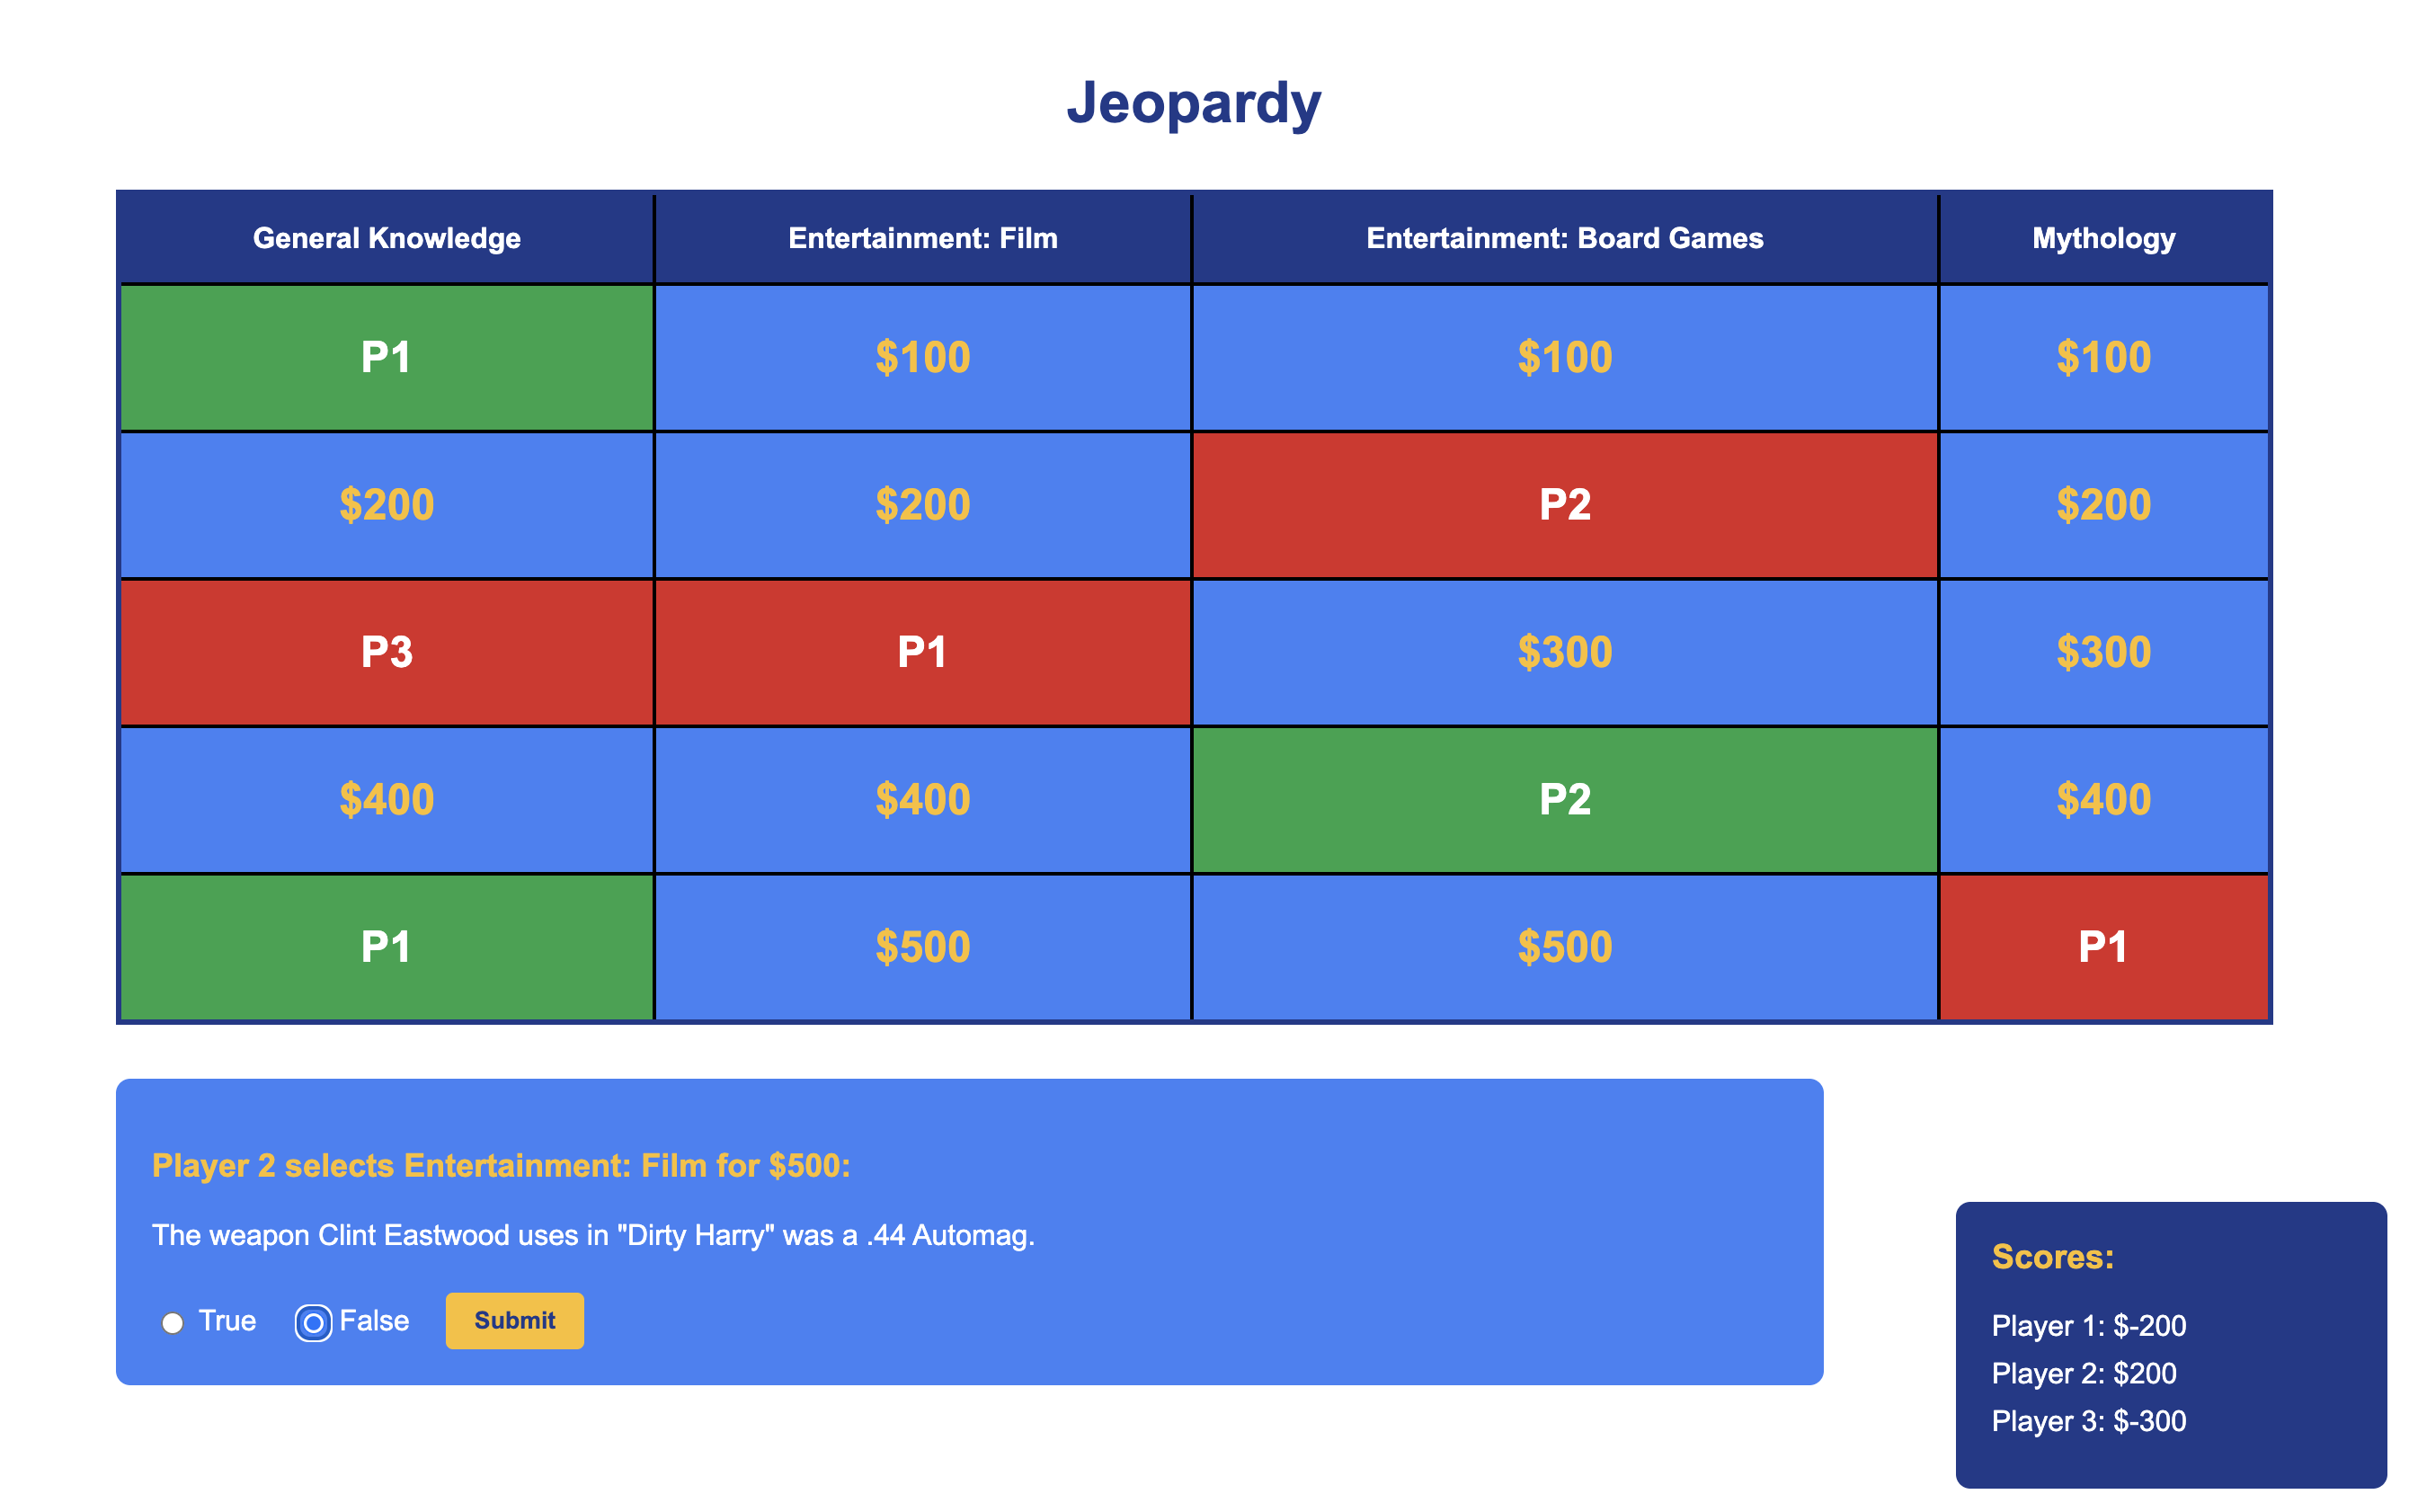 Jeopardy
General Knowledge Entertainment: Film Entertainment: Board Games Mythology
P1 $100 $100 $100
$200 $200 P2 $200
P3 P1 $300 $300
$400 $400 P2 $400
P1 $500 $500 P1
Player 2 selects Entertainment: Film for $500:
The weapon Clint Eastwood uses in "Dirty Harry" was a .44 Automag.
True False Submit
Scores:
Player 1: $-200
Player 2: $200
Player 3: $-300